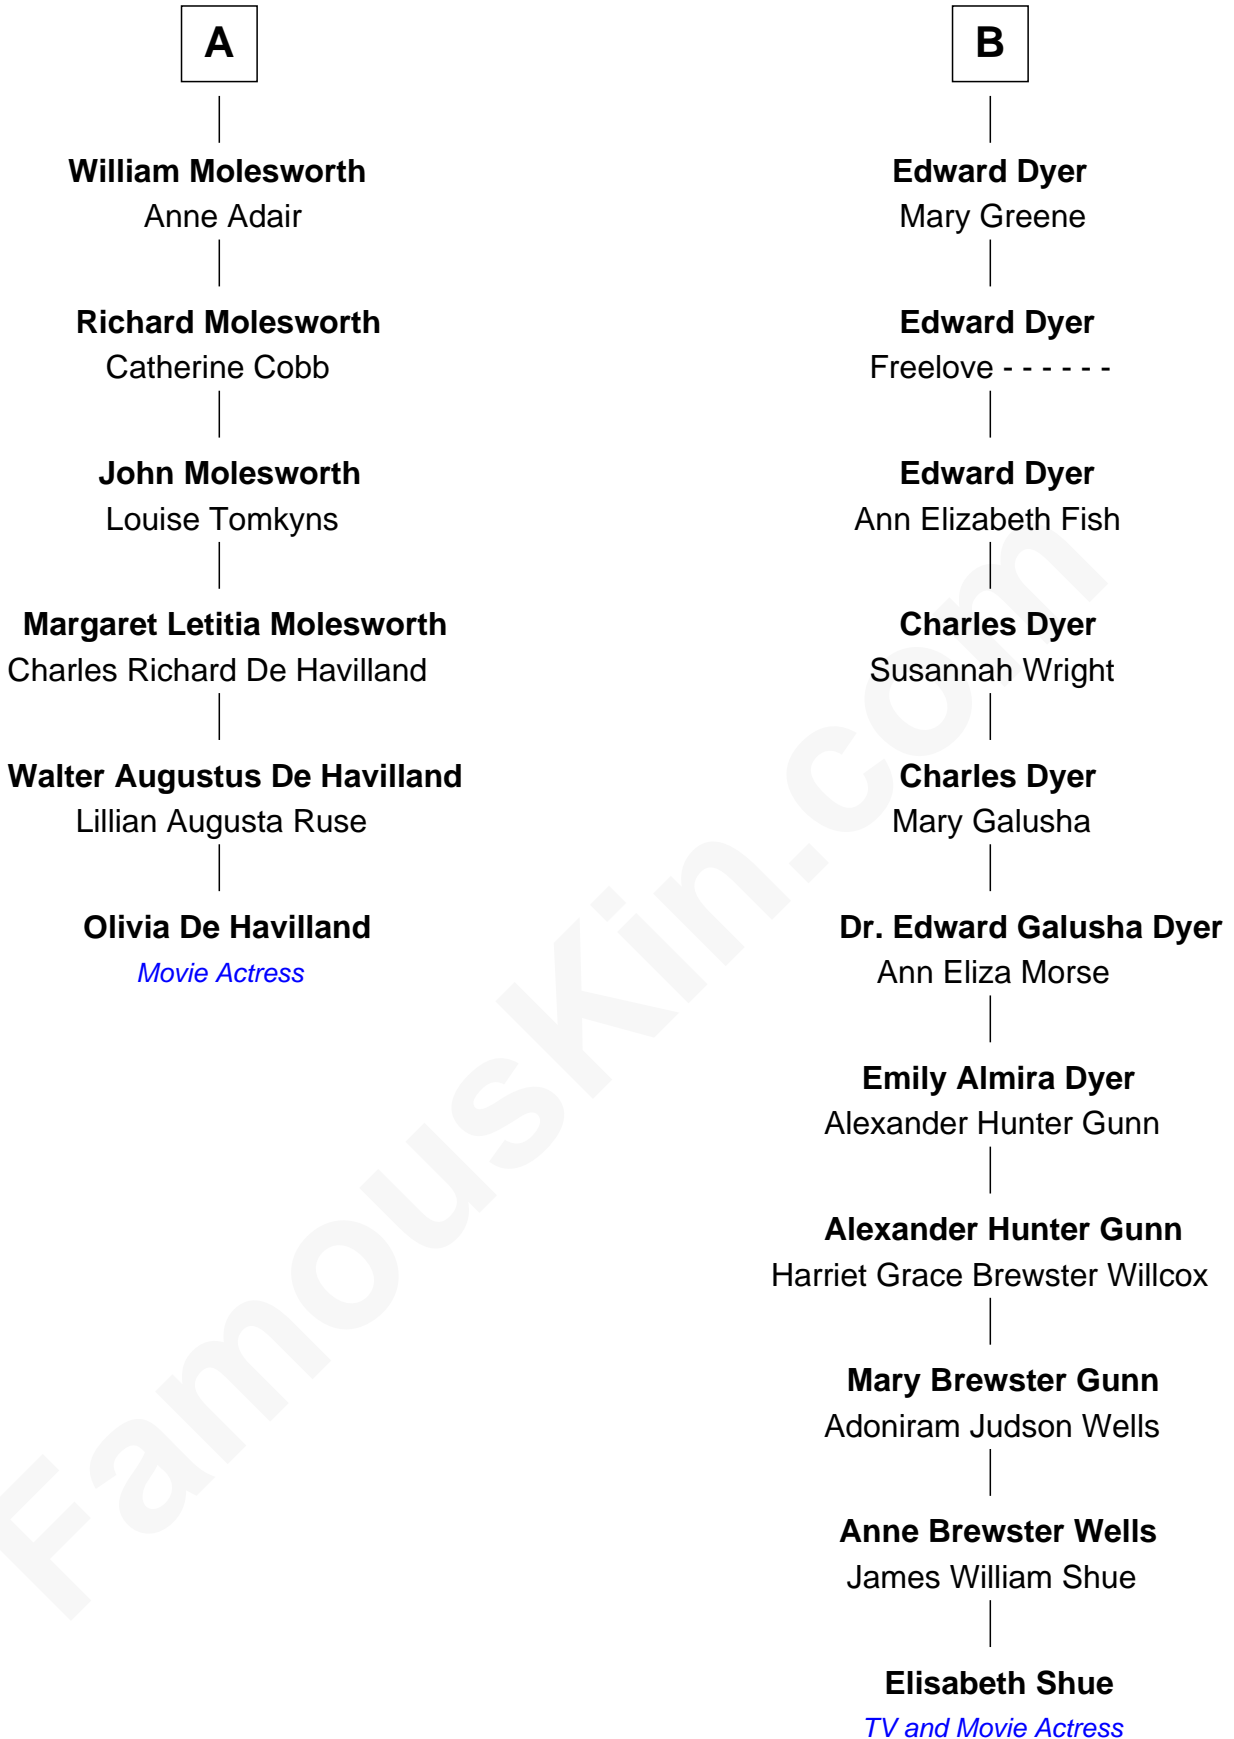 A
William Molesworth
Anne Adair
Richard Molesworth
Catherine Cobb
John Molesworth
Louise Tomkyns
Margaret Letitia Molesworth
Charles Richard De Havilland
Walter Augustus De Havilland
Lillian Augusta Ruse
Olivia De Havilland
Movie Actress
B
Edward Dyer
Mary Greene
Edward Dyer
Freelove - - - - - -
Edward Dyer
Ann Elizabeth Fish
Charles Dyer
Susannah Wright
Charles Dyer
Mary Galusha
Dr. Edward Galusha Dyer
Ann Eliza Morse
Emily Almira Dyer
Alexander Hunter Gunn
Alexander Hunter Gunn
Harriet Grace Brewster Willcox
Mary Brewster Gunn
Adoniram Judson Wells
Anne Brewster Wells
James William Shue
Elisabeth Shue
TV and Movie Actress
FamousKin.com